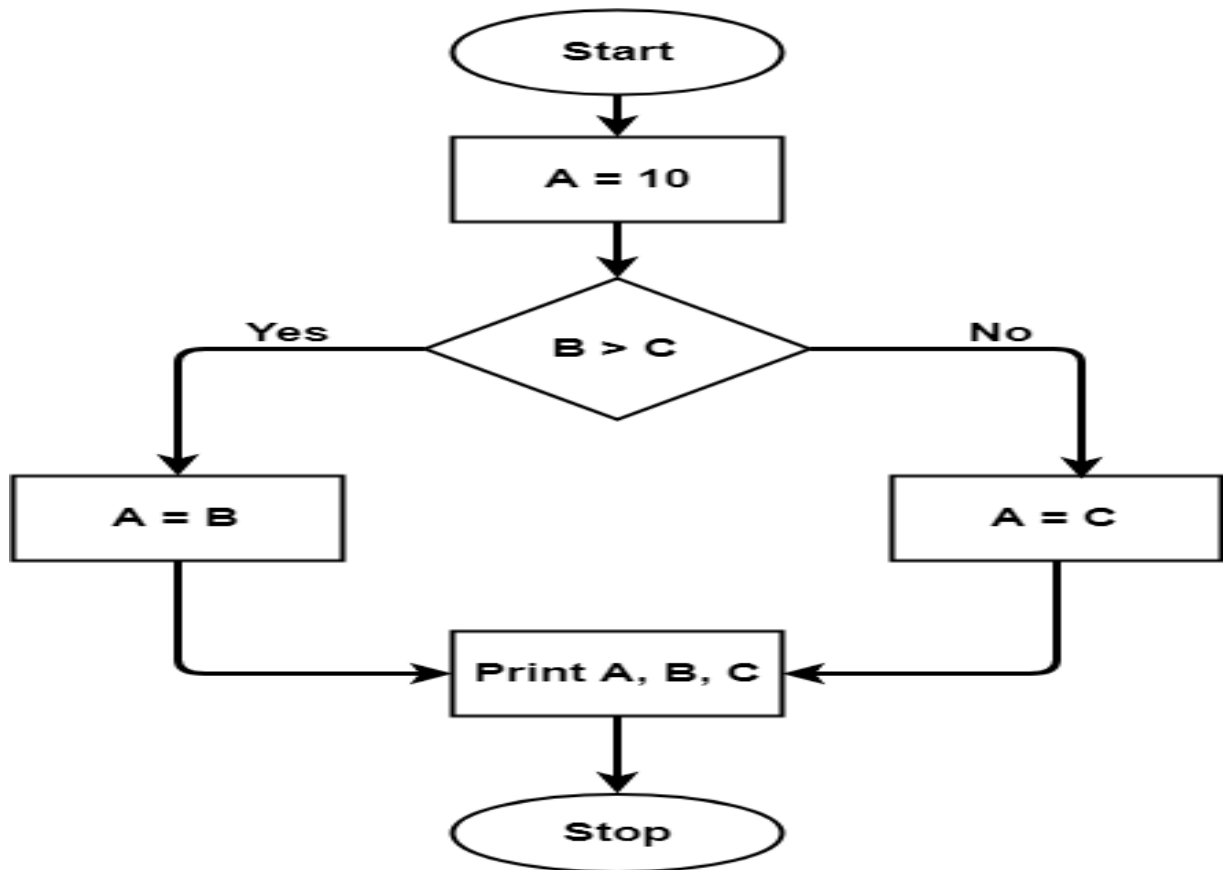 Start
A = 10
Yes
B > C
No
A = B
A = C
Print A, B, C
Stop